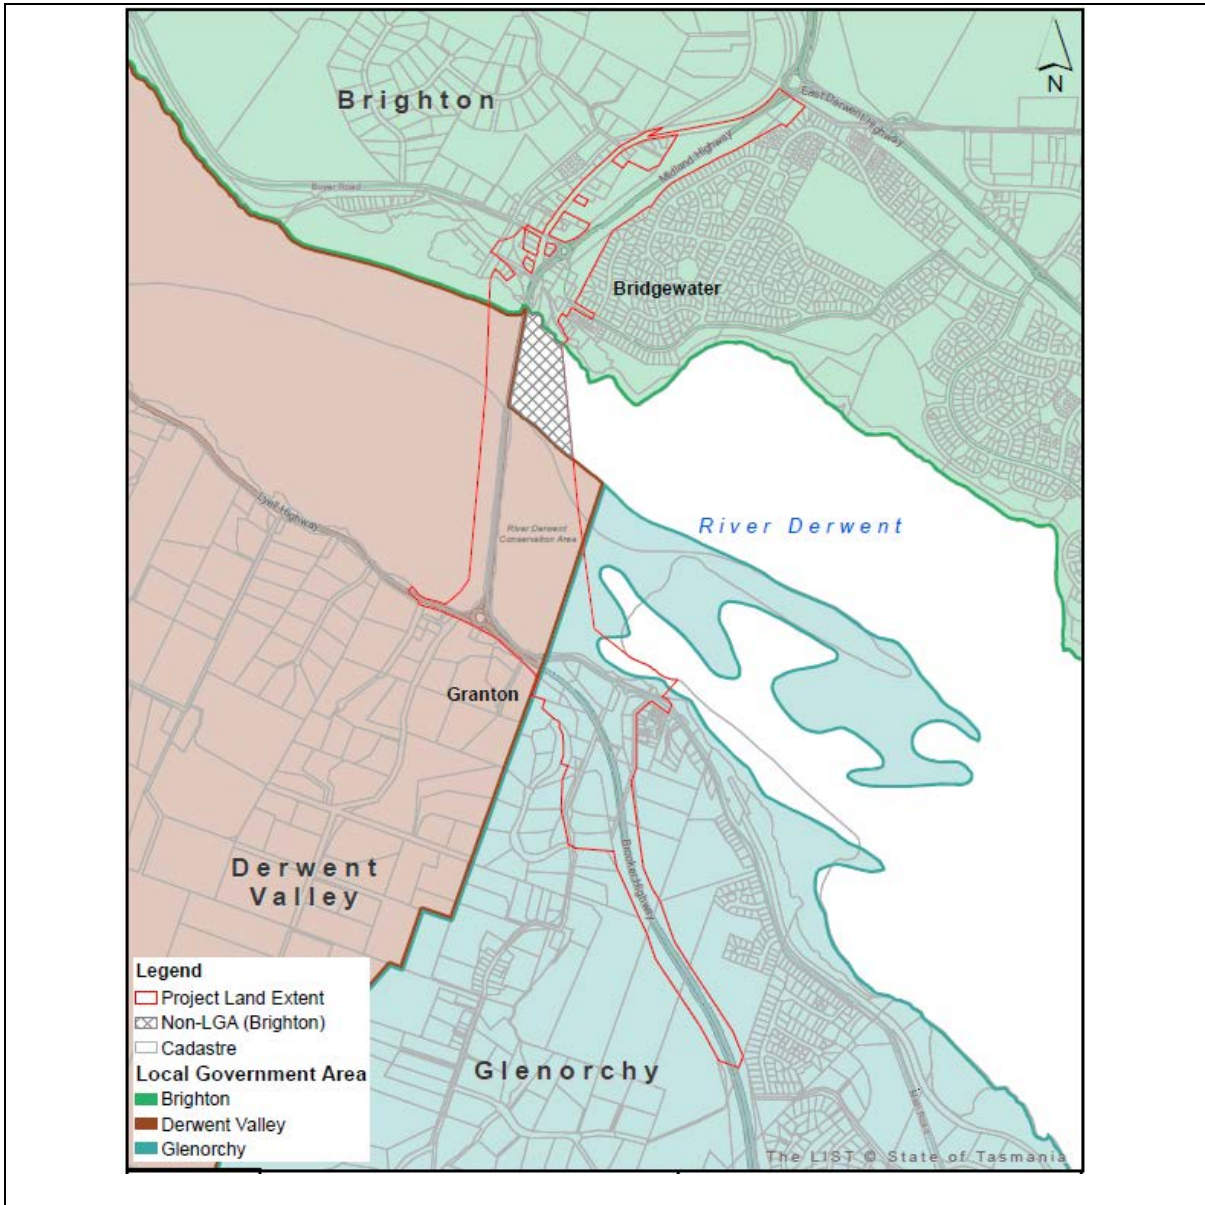 N
Brighton
East Derwent Highway
Midland Highway
Boyer Road
Bridgewater
River Derwent
Lyell Highway
River Derwent
Conservation Area
Granton
Brooker Highway
Derwent
Valley
Glenorchy
Main Road
Legend
Project Land Extent
Non-LGA (Brighton)
Cadastre
Local Government Area
Brighton
Derwent Valley
Glenorchy
The LIST © State of Tasmania